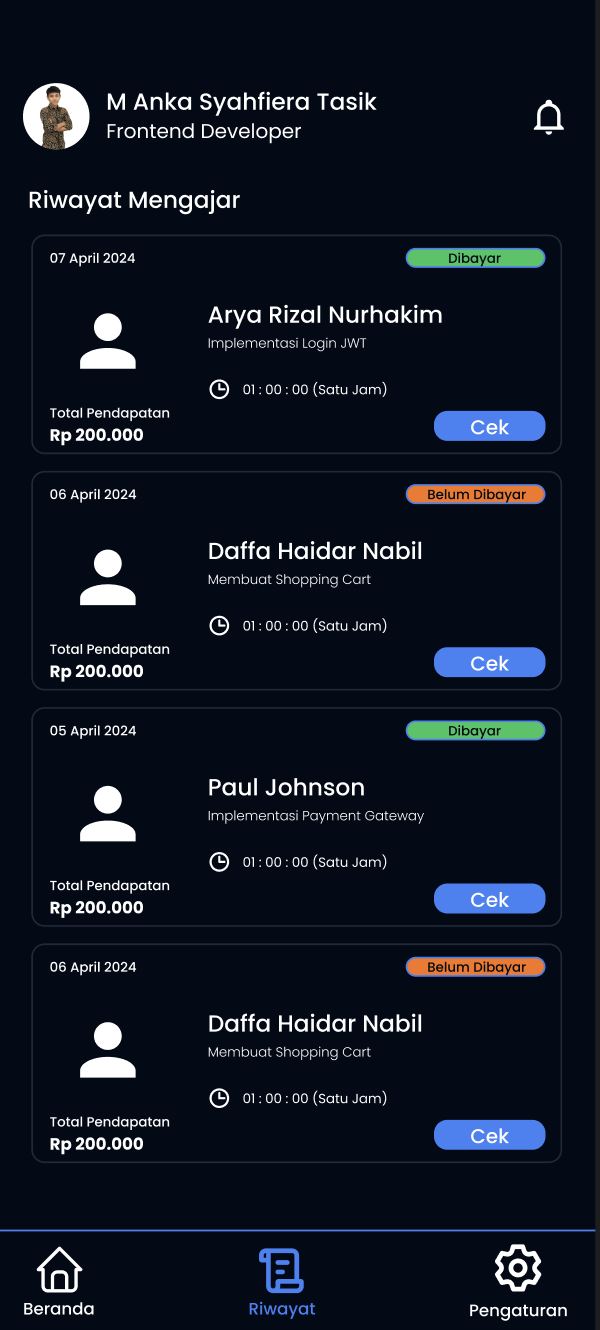 M Anka Syahfiera Tasik
Frontend Developer
Riwayat Mengajar
07 April 2024
Dibayar
Arya Rizal Nurhakim
Implementasi Login JWT
01 : 00 : 00 (Satu Jam)
Total Pendapatan
Rp 200.000
Cek
06 April 2024
Belum Dibayar
Daffa Haidar Nabil
Membuat Shopping Cart
01 : 00 : 00 (Satu Jam)
Total Pendapatan
Rp 200.000
Cek
05 April 2024
Dibayar
Paul Johnson
Implementasi Payment Gateway
01 : 00 : 00 (Satu Jam)
Total Pendapatan
Rp 200.000
Cek
06 April 2024
Belum Dibayar
Daffa Haidar Nabil
Membuat Shopping Cart
01 : 00 : 00 (Satu Jam)
Total Pendapatan
Rp 200.000
Cek
Beranda
Riwayat
Pengaturan